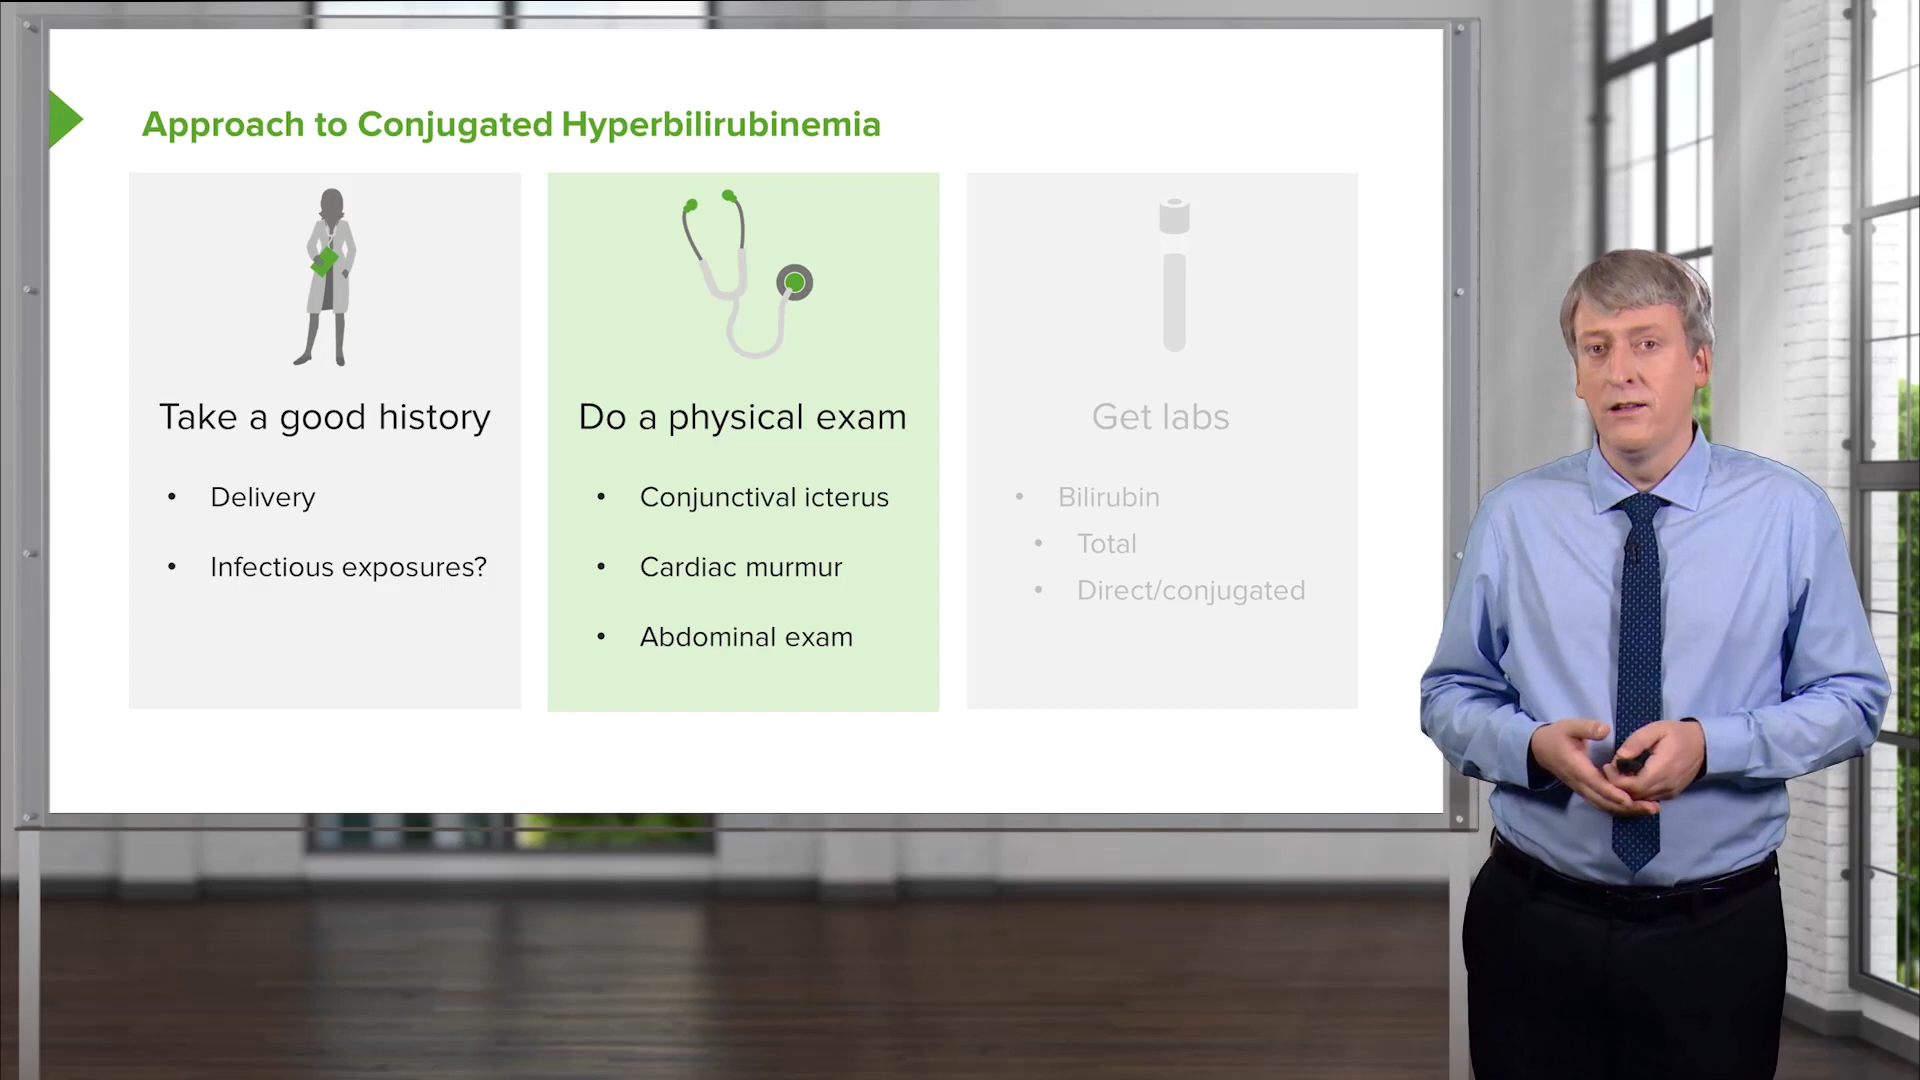 Approach to Conjugated Hyperbilirubinemia
Take a good history
• Delivery
• Infectious exposures?
Do a physical exam
• Conjunctival icterus
• Cardiac murmur
• Abdominal exam
Get labs
• Bilirubin
• Total
• Direct/conjugated